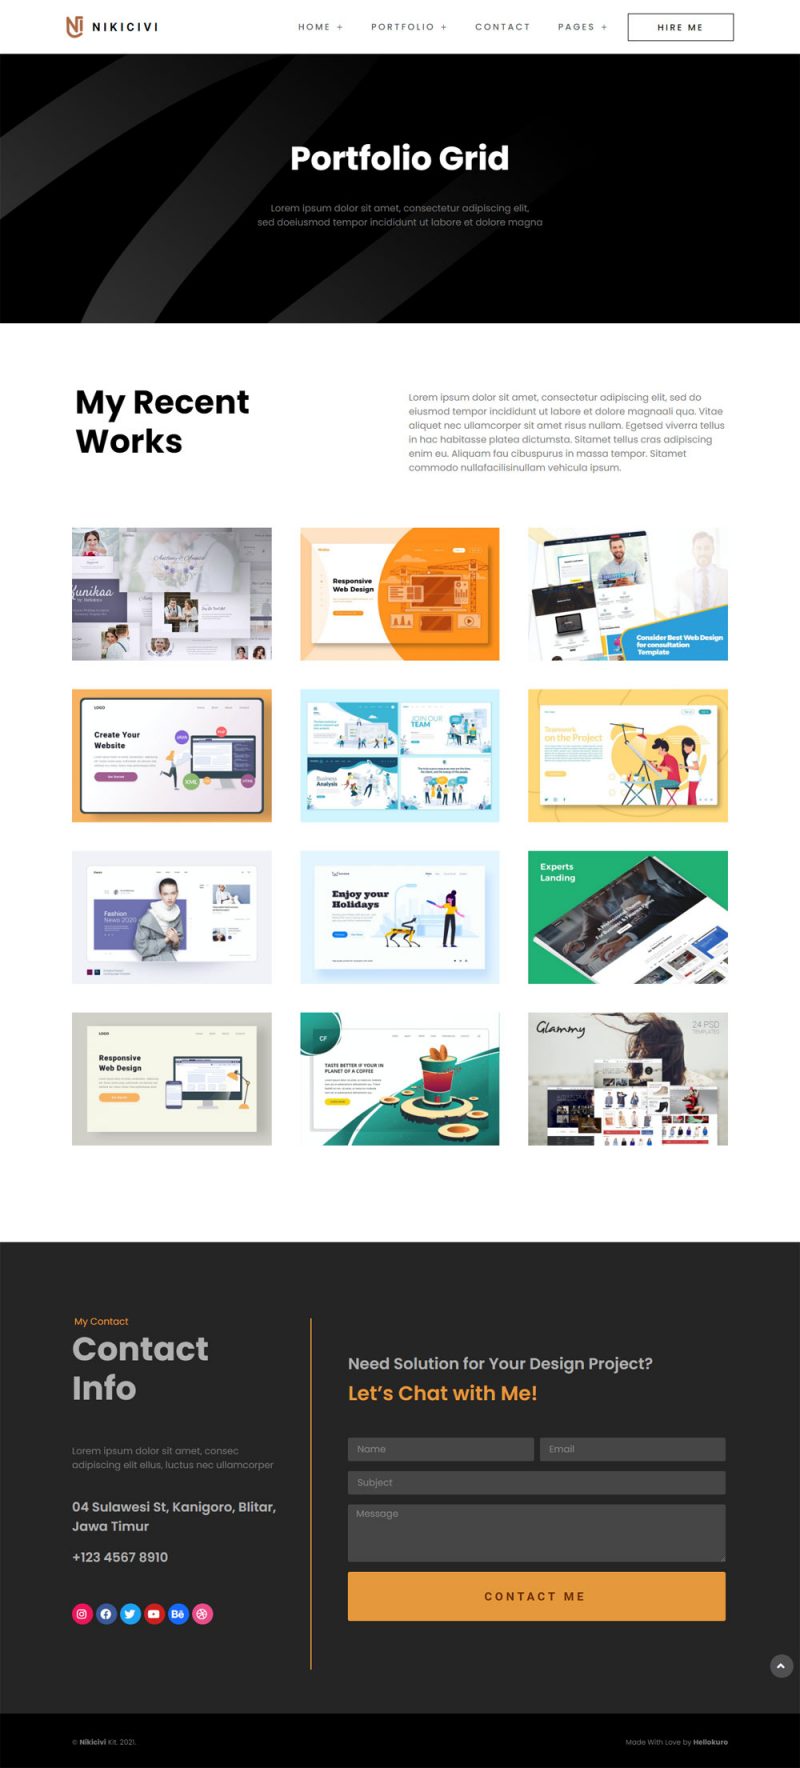 NIKICIVI
HOME +
PORTFOLIO +
CONTACT
PAGES +
HIRE ME
Portfolio Grid
Lorem ipsum dolor sit amet, consectetur adipiscing elit,
sed doeiusmod tempor incididunt ut labore et dolore magna
My Recent
Works
Lorem ipsum dolor sit amet, consectetur adipiscing elit, sed do
eiusmod tempor incididunt ut labore et dolore magnaali qua. Vitae
aliquet nec ullamcorper sit amet risus nullam. Egetsed viverra tellus
in hac habitasse platea dictumsta. Sitamet tellus cras adipiscing
enim eu. Aliquam fau cibuspurus in massa tempor. Sitamet
commodo nullafacilisinullam vehicula ipsum.
Responsive
Web Design
Consider Best Web Design
for consultation
Template
LOGO
Create Your
Website
XML
JOIN OUR
TEAM
Business
Analysis
Teamwork
on the Project
Fashion
News 2020
Enjoy your
Holidays
Experts
Landing
LOGO
Responsive
Web Design
CF
TASTE BETTER IF YOUR IN
PLANET OF A COFFEE
Glammy
24 PSD
TEMPLATES
My Contact
Contact
Info
Lorem ipsum dolor sit amet, consec
adipiscing elit ellus, luctus nec ullamcorper
04 Sulawesi St, Kanigoro, Blitar,
Jawa Timur
+123 4567 8910
Bē
Need Solution for Your Design Project?
Let's Chat with Me!
Name
Email
Subject
Message
CONTACT ME
© Nikicivi Kit. 2021.
Made With Love by Hellokuro